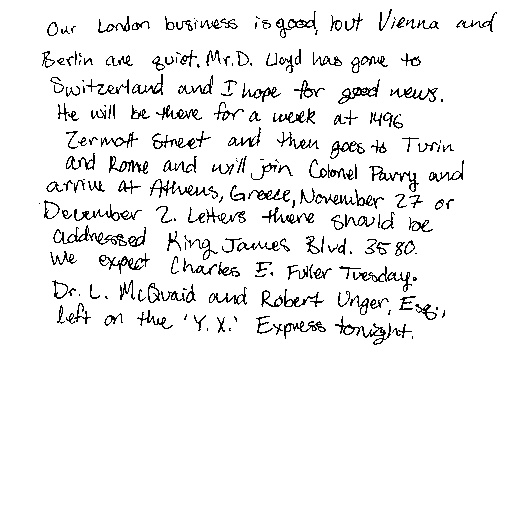 Our London business is good, but Vienna and
Berlin are quiet. Mr. D. Lloyd has gone to
Switzerland and I hope for good news.
He will be there for a week at 1496
Zermott Street and then goes to Turin
and Rome and will join Colonel Parry and
arrive at Athens, Greece, November 27 or
December 2. Letters there should be
addressed King James Blvd. 3580.
We expect Charles E. Fuller Tuesday.
Dr. L. McQuaid and Robert Unger, Esq.,
left on the 'Y. X.' Express tonight.